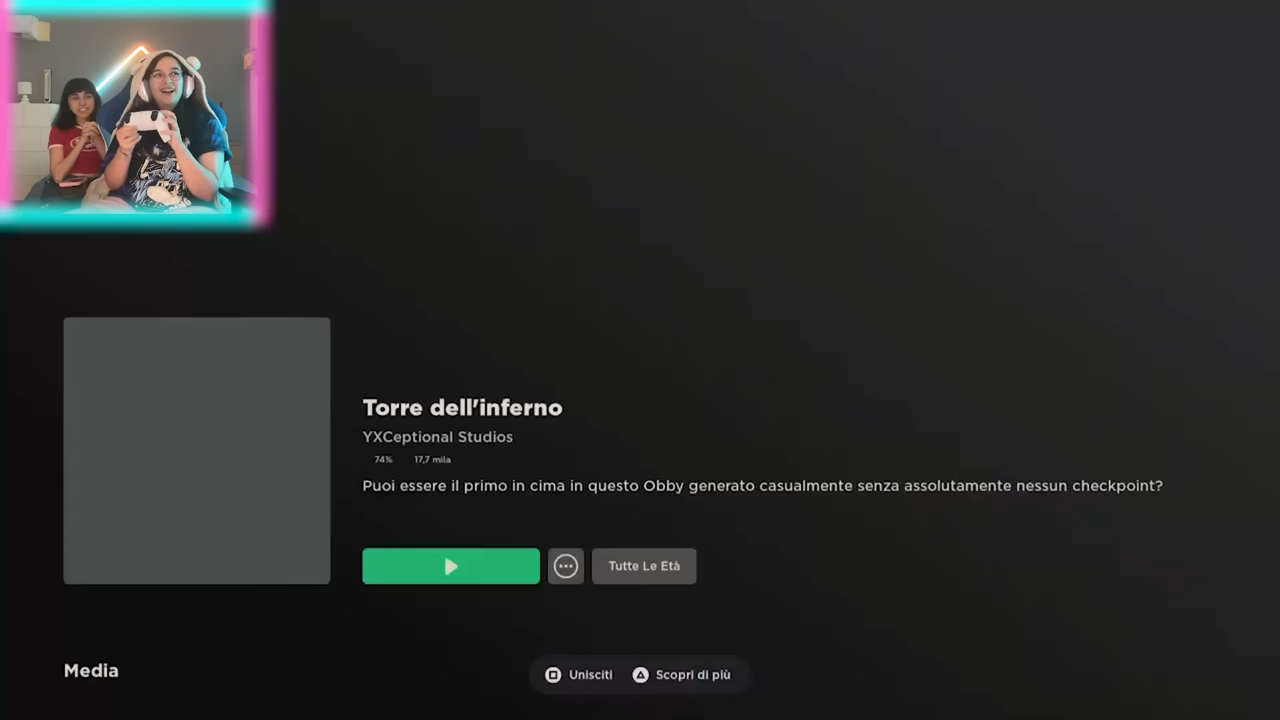 Torre dell'inferno
YXCeptional Studios
74% 17,7 mila
Puoi essere il primo in cima in questo Obby generato casualmente senza assolutamente nessun checkpoint?
Tutte Le Età
Media
Unisciti Scopri di più